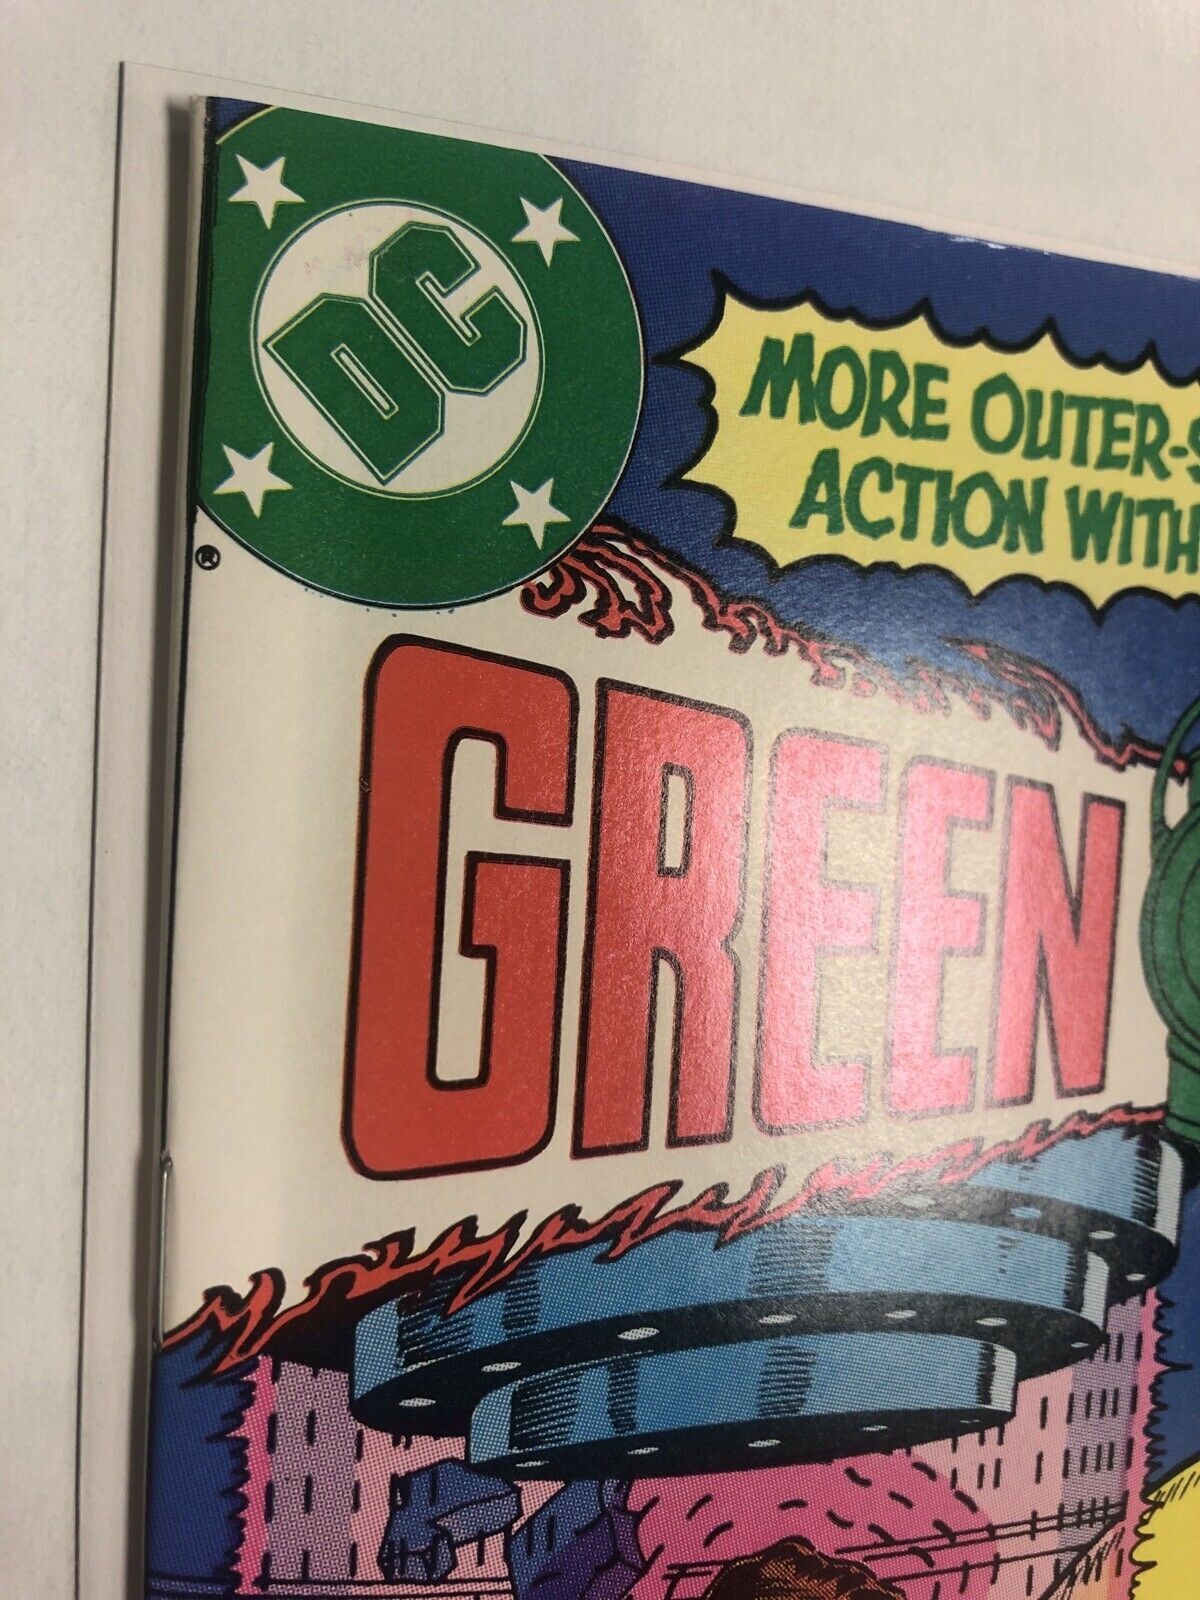 DC
®
MORE OUTER-S
ACTION WITH
GREEN